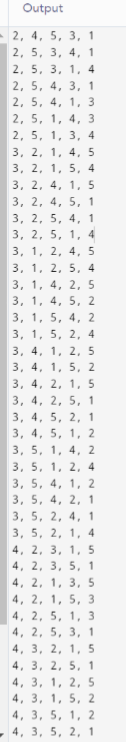 Output
2, 4, 5, 3, 1
2, 5, 3, 4, 1
2, 5, 3, 1, 4
2, 5, 4, 3, 1
2, 5, 4, 1, 3
2, 5, 1, 4, 3
2, 5, 1, 3, 4
3, 2, 1, 4, 5
3, 2, 1, 5, 4
3, 2, 4, 1, 5
3, 2, 4, 5, 1
3, 2, 5, 4, 1
3, 2, 5, 1, 4
3, 1, 2, 4, 5
3, 1, 2, 5, 4
3, 1, 4, 2, 5
3, 1, 4, 5, 2
3, 1, 5, 4, 2
3, 1, 5, 2, 4
3, 4, 1, 2, 5
3, 4, 1, 5, 2
3, 4, 2, 1, 5
3, 4, 2, 5, 1
3, 4, 5, 2, 1
3, 4, 5, 1, 2
3, 5, 1, 4, 2
3, 5, 1, 2, 4
3, 5, 4, 1, 2
3, 5, 4, 2, 1
3, 5, 2, 4, 1
3, 5, 2, 1, 4
4, 2, 3, 1, 5
4, 2, 3, 5, 1
4, 2, 1, 3, 5
4, 2, 1, 5, 3
4, 2, 5, 1, 3
4, 2, 5, 3, 1
4, 3, 2, 1, 5
4, 3, 2, 5, 1
4, 3, 1, 2, 5
4, 3, 1, 5, 2
4, 3, 5, 1, 2
4, 3, 5, 2, 1